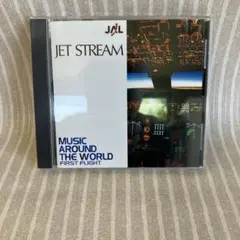 JAL
JET STREAM
MUSIC
AROUND
THE WORLD
FIRST FLIGHT